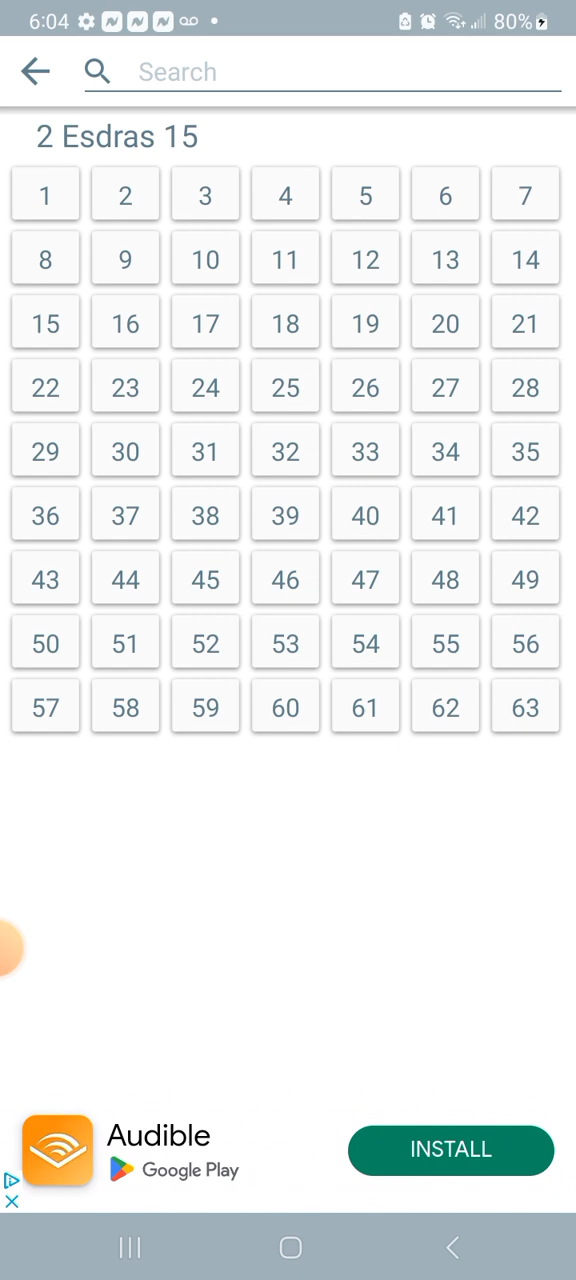 6:04 80%
Search
2 Esdras 15
1 2 3 4 5 6 7
8 9 10 11 12 13 14
15 16 17 18 19 20 21
22 23 24 25 26 27 28
29 30 31 32 33 34 35
36 37 38 39 40 41 42
43 44 45 46 47 48 49
50 51 52 53 54 55 56
57 58 59 60 61 62 63
Audible
Google Play
INSTALL